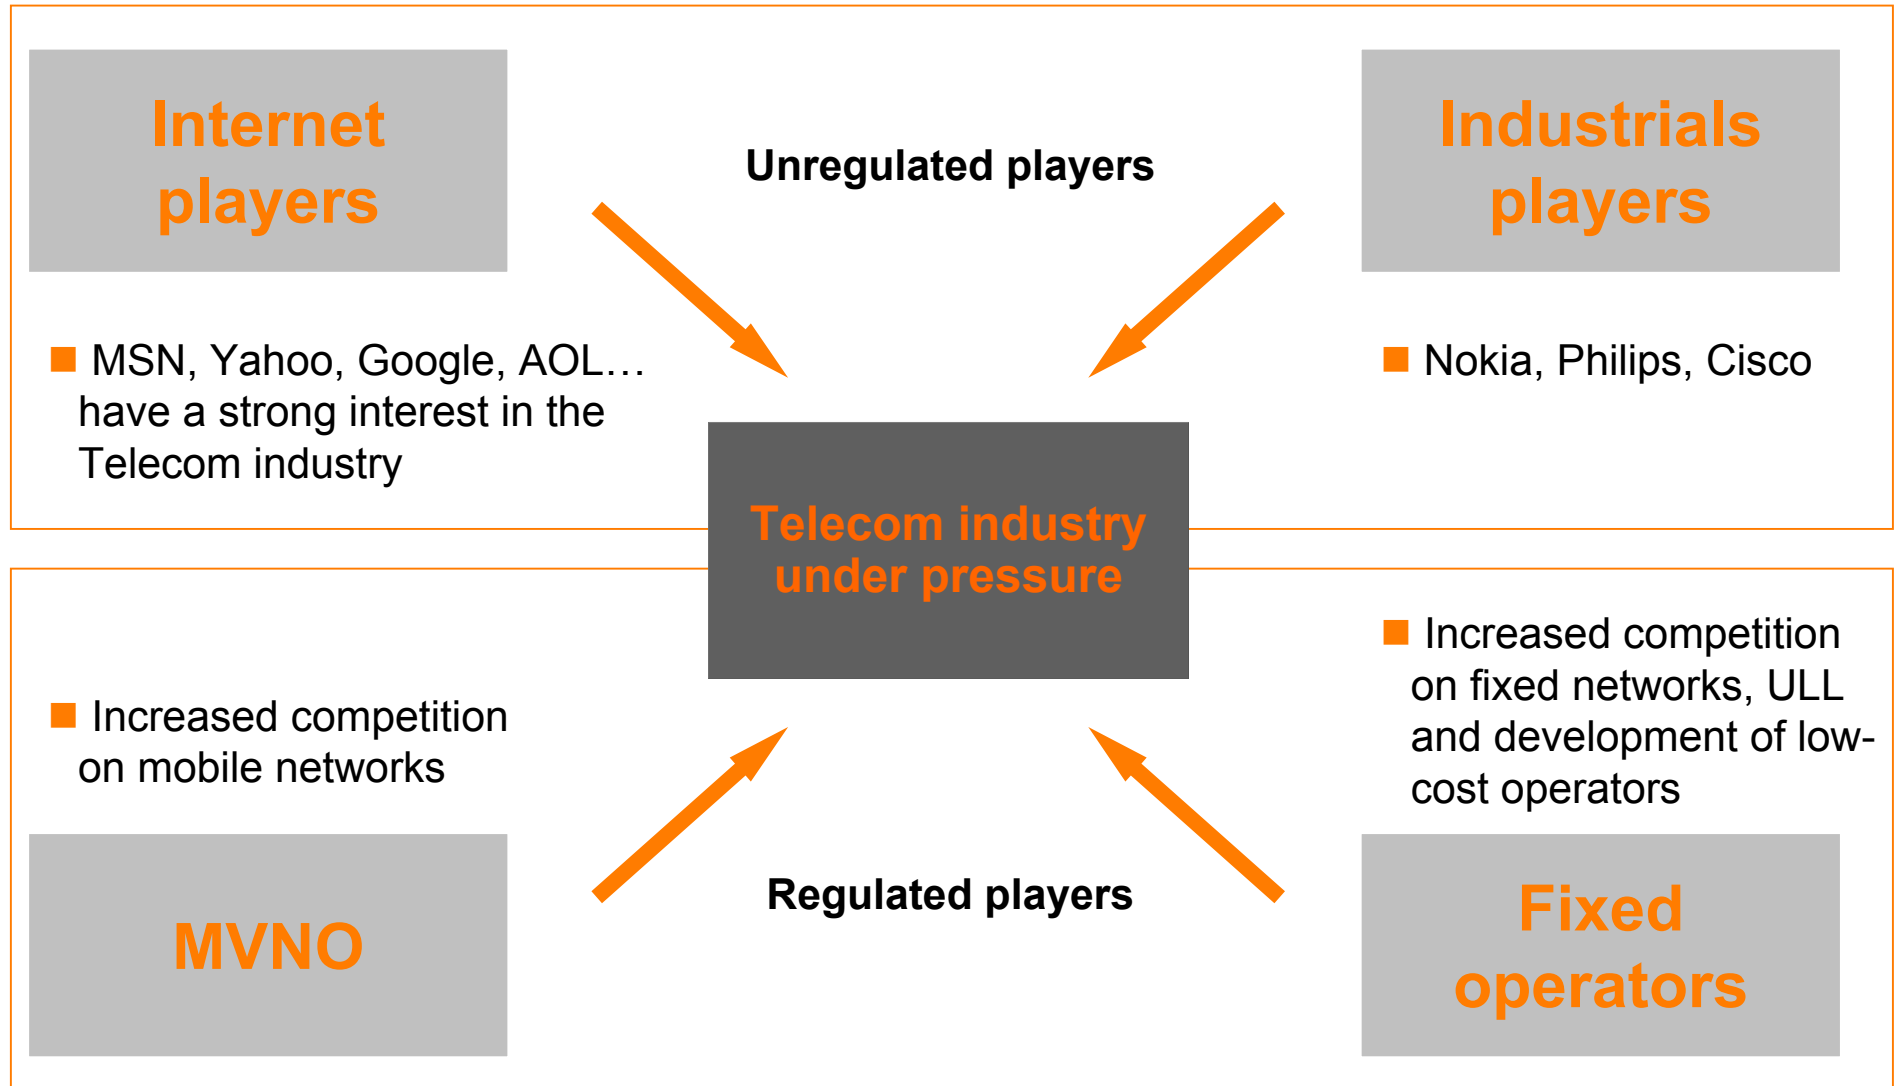 Internet
players
Unregulated players
Industrials
players
MSN, Yahoo, Google, AOL…
have a strong interest in the
Telecom industry
Nokia, Philips, Cisco
Telecom industry
under pressure
Increased competition
on mobile networks
Increased competition
on fixed networks, ULL
and development of low-
cost operators
MVNO
Regulated players
Fixed
operators